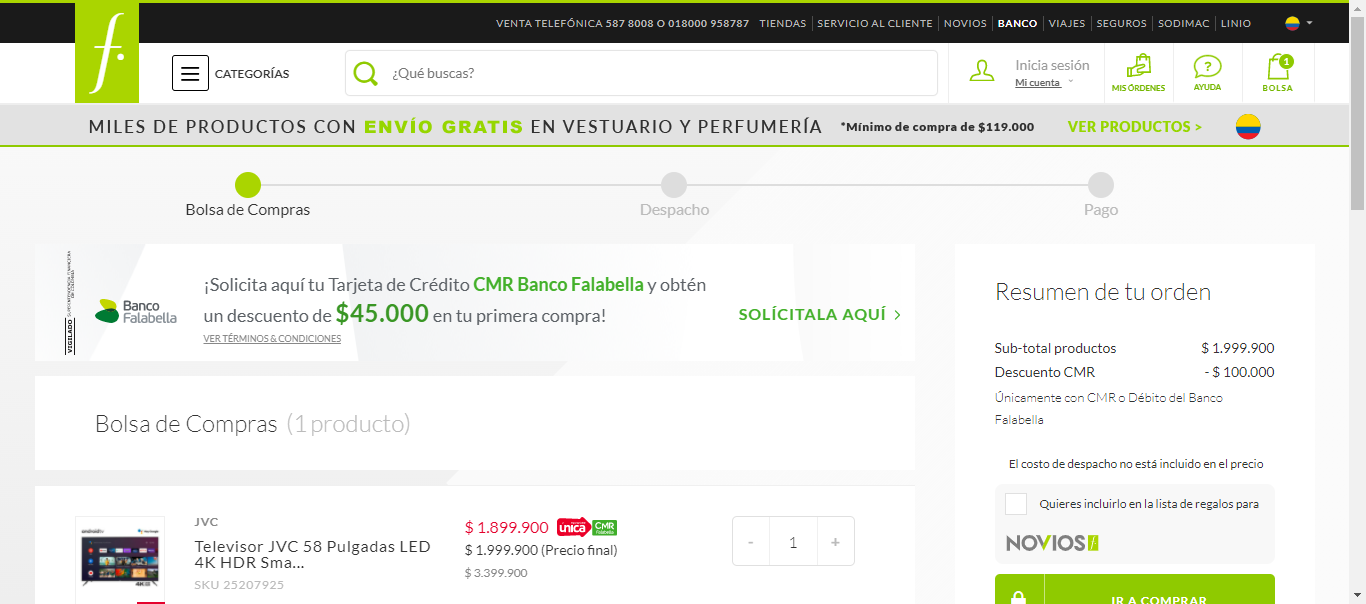 VENTA TELEFÓNICA 587 8008 O 018000 958787 TIENDAS SERVICIO AL CLIENTE NOVIOS BANCO VIAJES SEGUROS SODIMAC LINIO
f.
CATEGORÍAS
¿Qué buscas?
Inicia sesión
Mi cuenta
MIS ÓRDENES
AYUDA
1
BOLSA
MILES DE PRODUCTOS CON ENVÍO GRATIS EN VESTUARIO Y PERFUMERÍA *Mínimo de compra de $119.000 VER PRODUCTOS >
Bolsa de Compras
Despacho
Pago
VIGILADO
Banco
Falabella
¡Solicita aquí tu Tarjeta de Crédito CMR Banco Falabella y obtén
un descuento de $45.000 en tu primera compra!
VER TÉRMINOS & CONDICIONES
SOLÍCITALA AQUÍ >
Bolsa de Compras (1 producto)
JVC
Televisor JVC 58 Pulgadas LED
4K HDR Sma...
SKU 25207925
androidtv
4K
$ 1.899.900 única CMR
$ 1.999.900 (Precio final)
$ 3.399.900
- 1 +
Resumen de tu orden
Sub-total productos $ 1.999.900
Descuento CMR - $ 100.000
Únicamente con CMR o Débito del Banco
Falabella
El costo de despacho no está incluido en el precio
Quieres incluirlo en la lista de regalos para
NOVIOS f
IR A COMPRAR